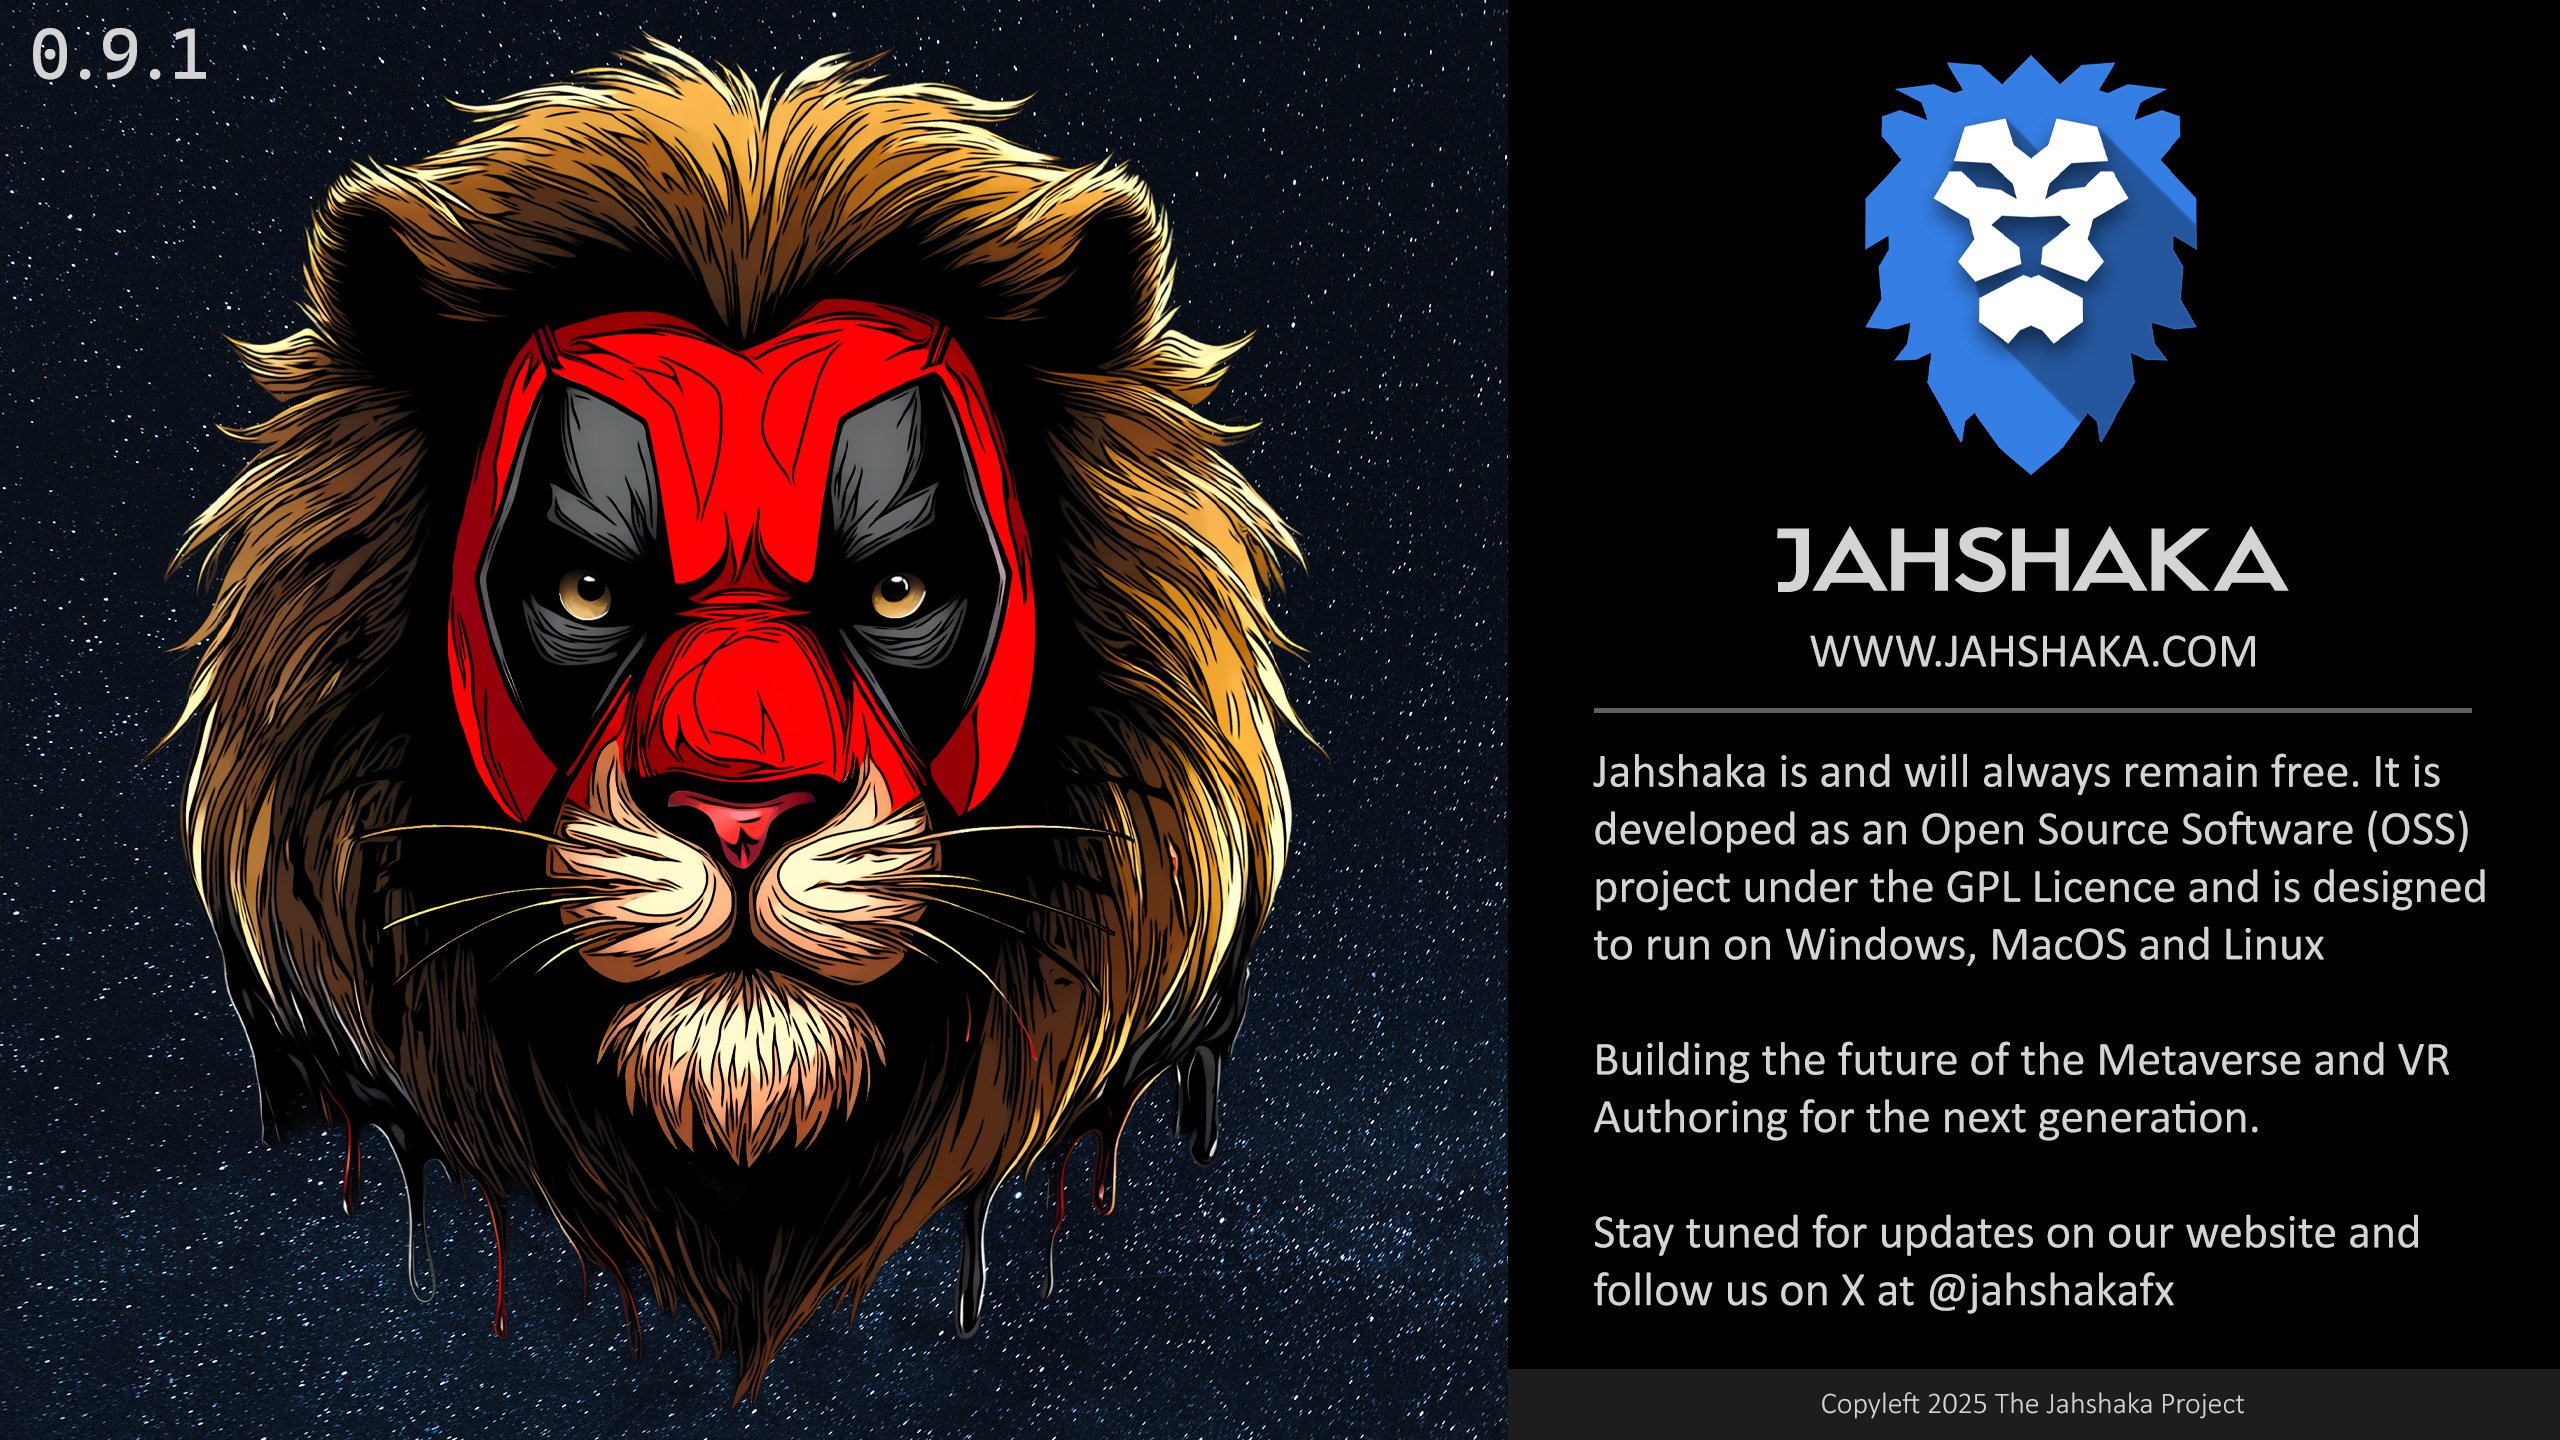 0.9.1
JAHSHAKA
WWW.JAHSHAKA.COM
Jahshaka is and will always remain free. It is
developed as an Open Source Software (OSS)
project under the GPL Licence and is designed
to run on Windows, MacOS and Linux
Building the future of the Metaverse and VR
Authoring for the next generation.
Stay tuned for updates on our website and
follow us on X at @jahshakafx
Copyleft 2025 The Jahshaka Project